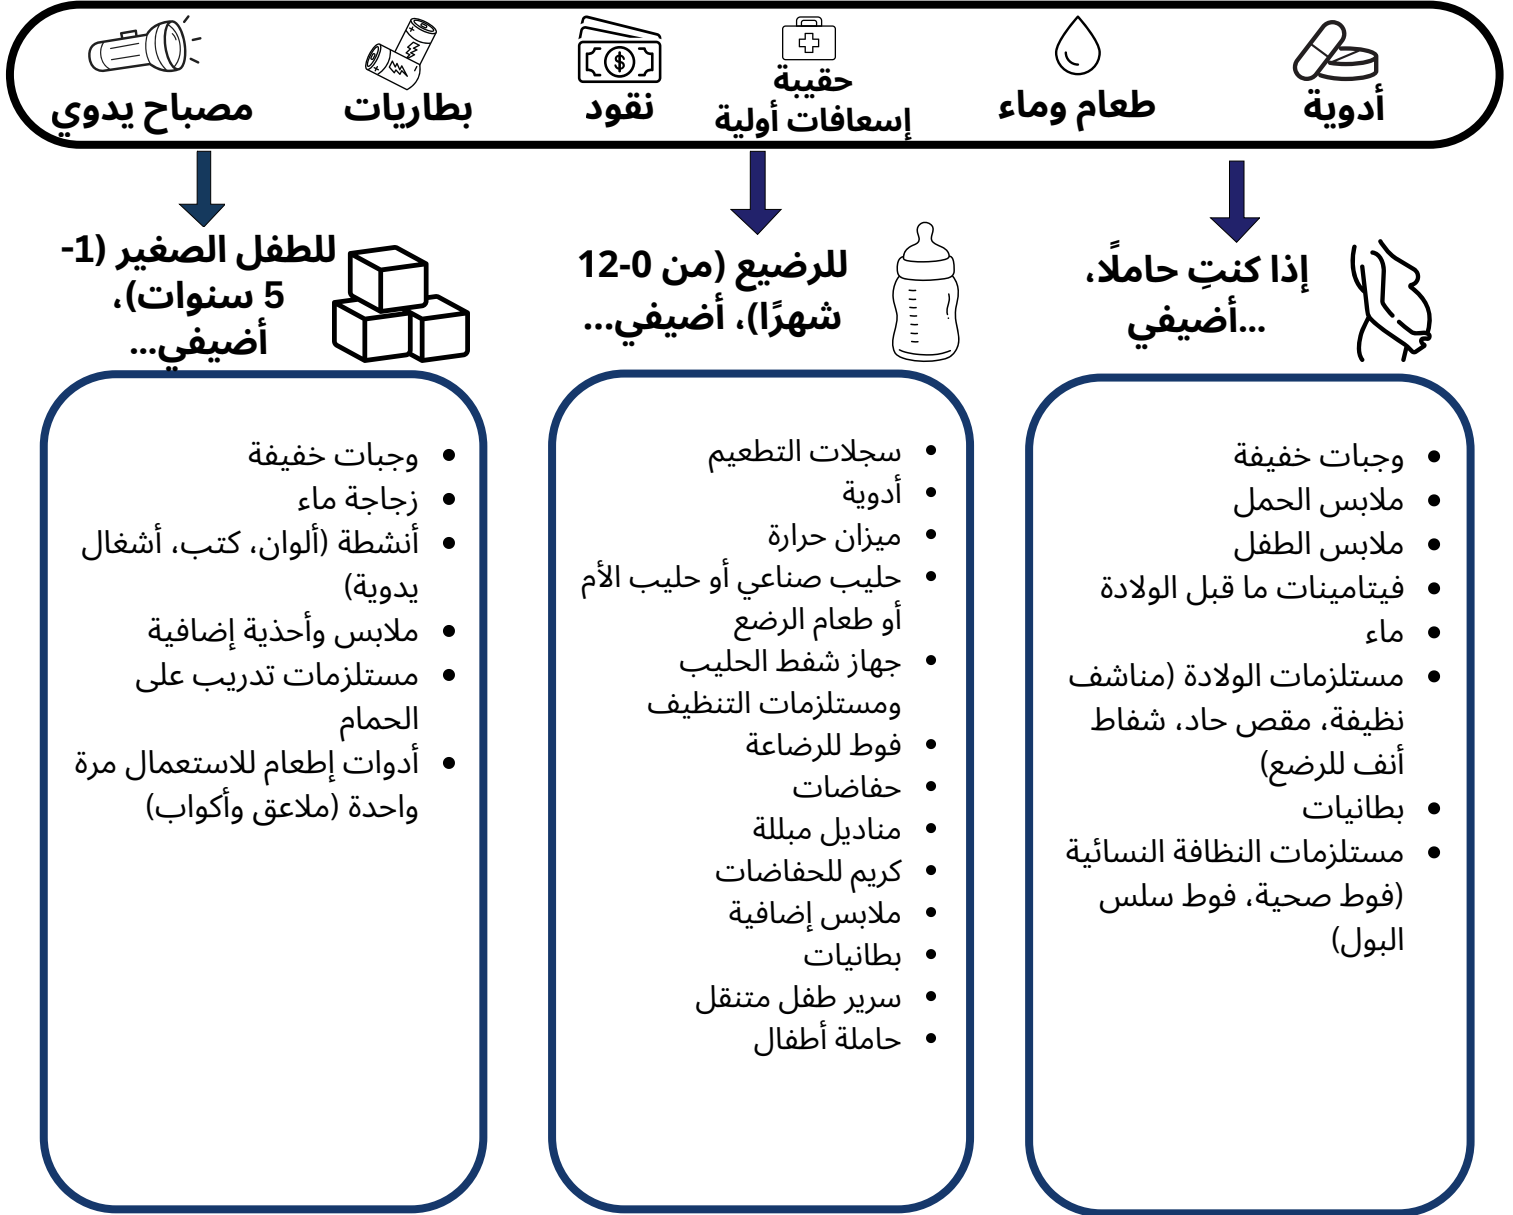 أدوية
طعام وماء
حقيبة
إسعافات أولية
نقود
بطاريات
مصباح يدوي
إذا كنتِ حاملًا،
...أضيفي
وجبات خفيفة
ملابس الحمل
ملابس الطفل
فيتامينات ما قبل الولادة
ماء
مستلزمات الولادة (مناشف
نظيفة، مقص حاد، شفاط
أنف للرضع)
بطانيات
مستلزمات النظافة النسائية
(فوط صحية، فوط سلس
البول)
للرضيع (من 0-12
شهرًا)، أضيفي...
سجلات التطعيم
أدوية
ميزان حرارة
حليب صناعي أو حليب الأم
أو طعام الرضع
جهاز شفط الحليب
ومستلزمات التنظيف
فوط للرضاعة
حفاضات
مناديل مبللة
كريم للحفاضات
ملابس إضافية
بطانيات
سرير طفل متنقل
حاملة أطفال
للطفل الصغير (1-
5 سنوات)،
أضيفي...
وجبات خفيفة
زجاجة ماء
أنشطة (ألوان، كتب، أشغال
يدوية)
ملابس وأحذية إضافية
مستلزمات تدريب على
الحمام
أدوات إطعام للاستعمال مرة
واحدة (ملاعق وأكواب)